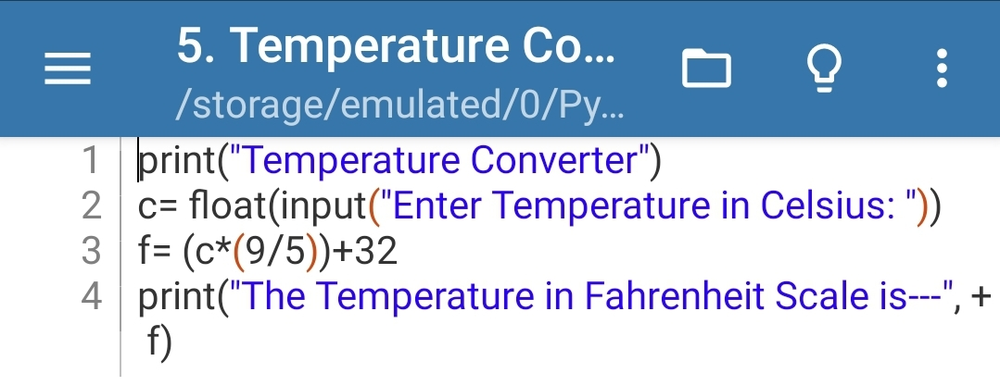 5. Temperature Co...
/storage/emulated/0/Py...
1 print("Temperature Converter")
2 c= float(input("Enter Temperature in Celsius: "))
3 f= (c*(9/5))+32
4 print("The Temperature in Fahrenheit Scale is---", +
f)